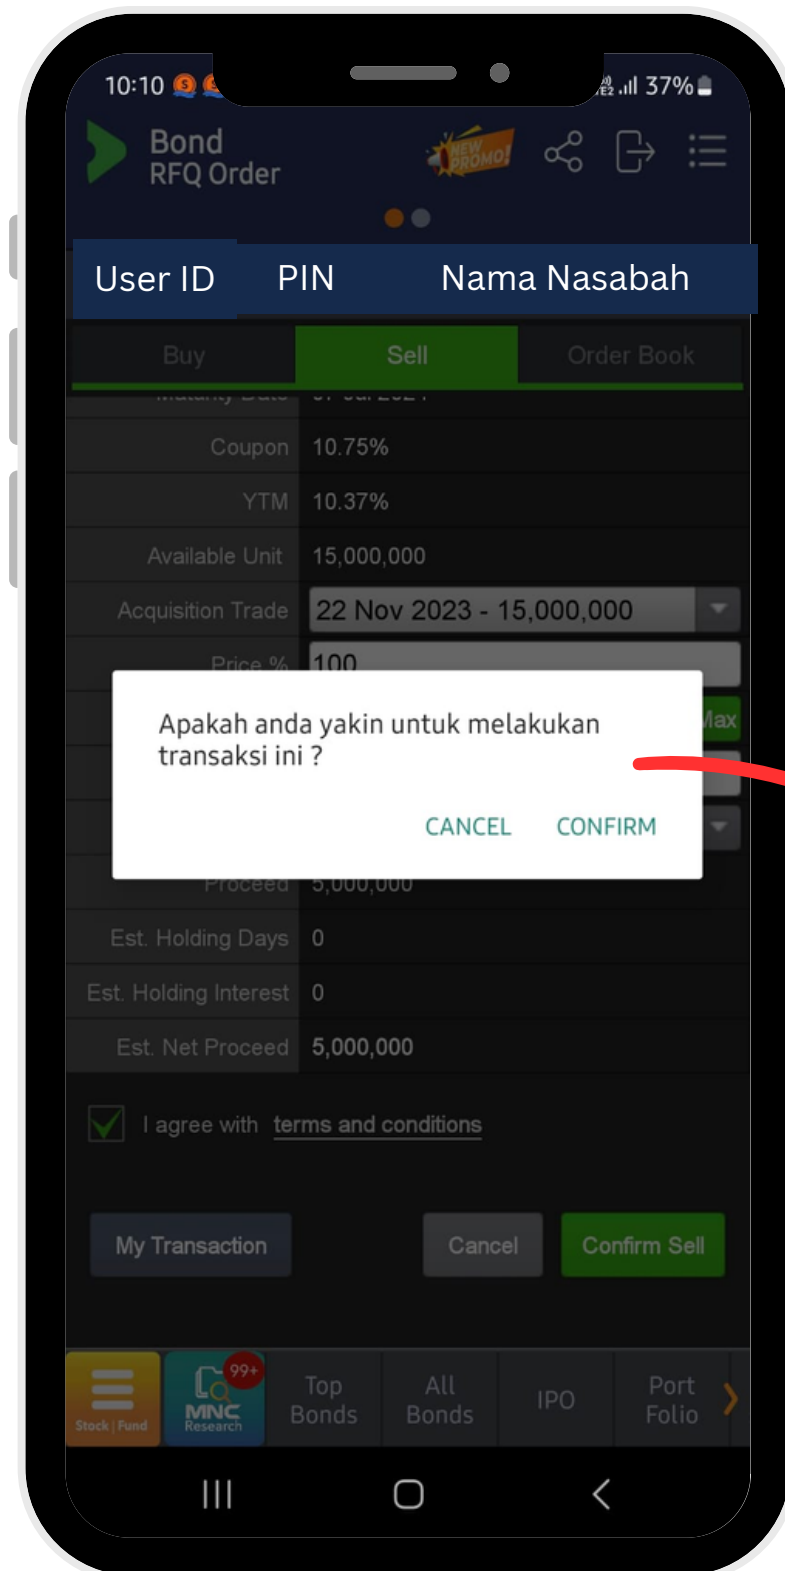 10:10
37%
Bond
RFQ Order
NEW
PROMO!
User ID PIN Nama Nasabah
Buy Sell Order Book
Maturity Date
Coupon 10.75%
YTM 10.37%
Available Unit 15,000,000
Acquisition Trade 22 Nov 2023 - 15,000,000
Price % 100
Max
Apakah anda yakin untuk melakukan
transaksi ini ?
CANCEL CONFIRM
Proceed 5,000,000
Est. Holding Days 0
Est. Holding Interest 0
Est. Net Proceed 5,000,000
I agree with terms and conditions
My Transaction Cancel Confirm Sell
Stock | Fund
99+
MNC
Research
Top
Bonds
All
Bonds
IPO
Port
Folio